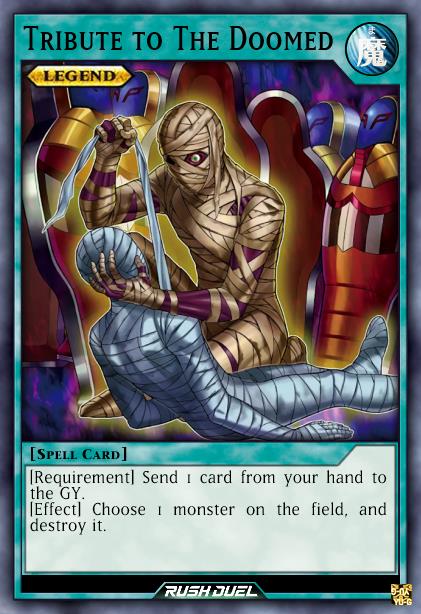 TRIBUTE TO THE DOOMED
ま
魔
LEGEND
[SPELL CARD]
[Requirement] Send 1 card from your hand to
the GY.
[Effect] Choose 1 monster on the field, and
destroy it.
RUSH DUEL